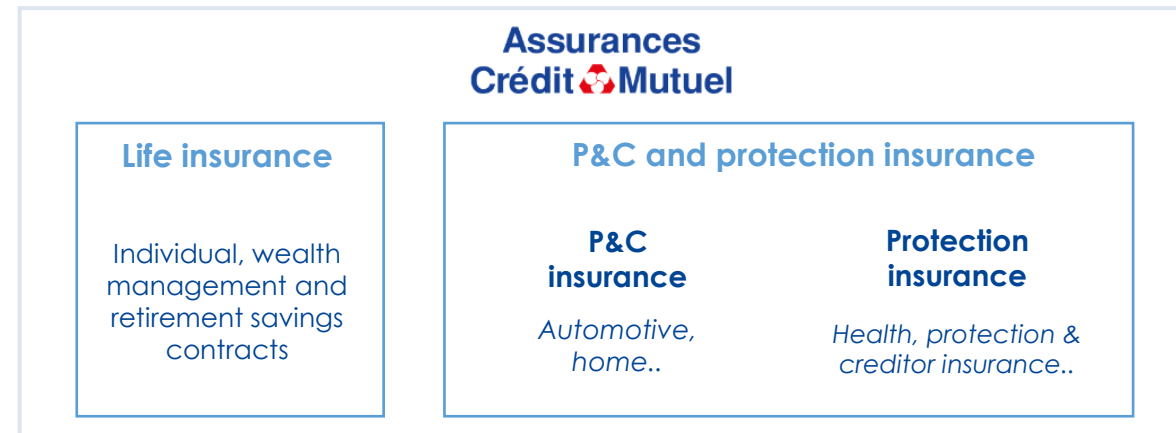 Assurances
Crédit Mutuel
Life insurance
Individual, wealth
management and
retirement savings
contracts
P&C and protection insurance
P&C
insurance
Automotive,
home..
Protection
insurance
Health, protection &
creditor insurance..